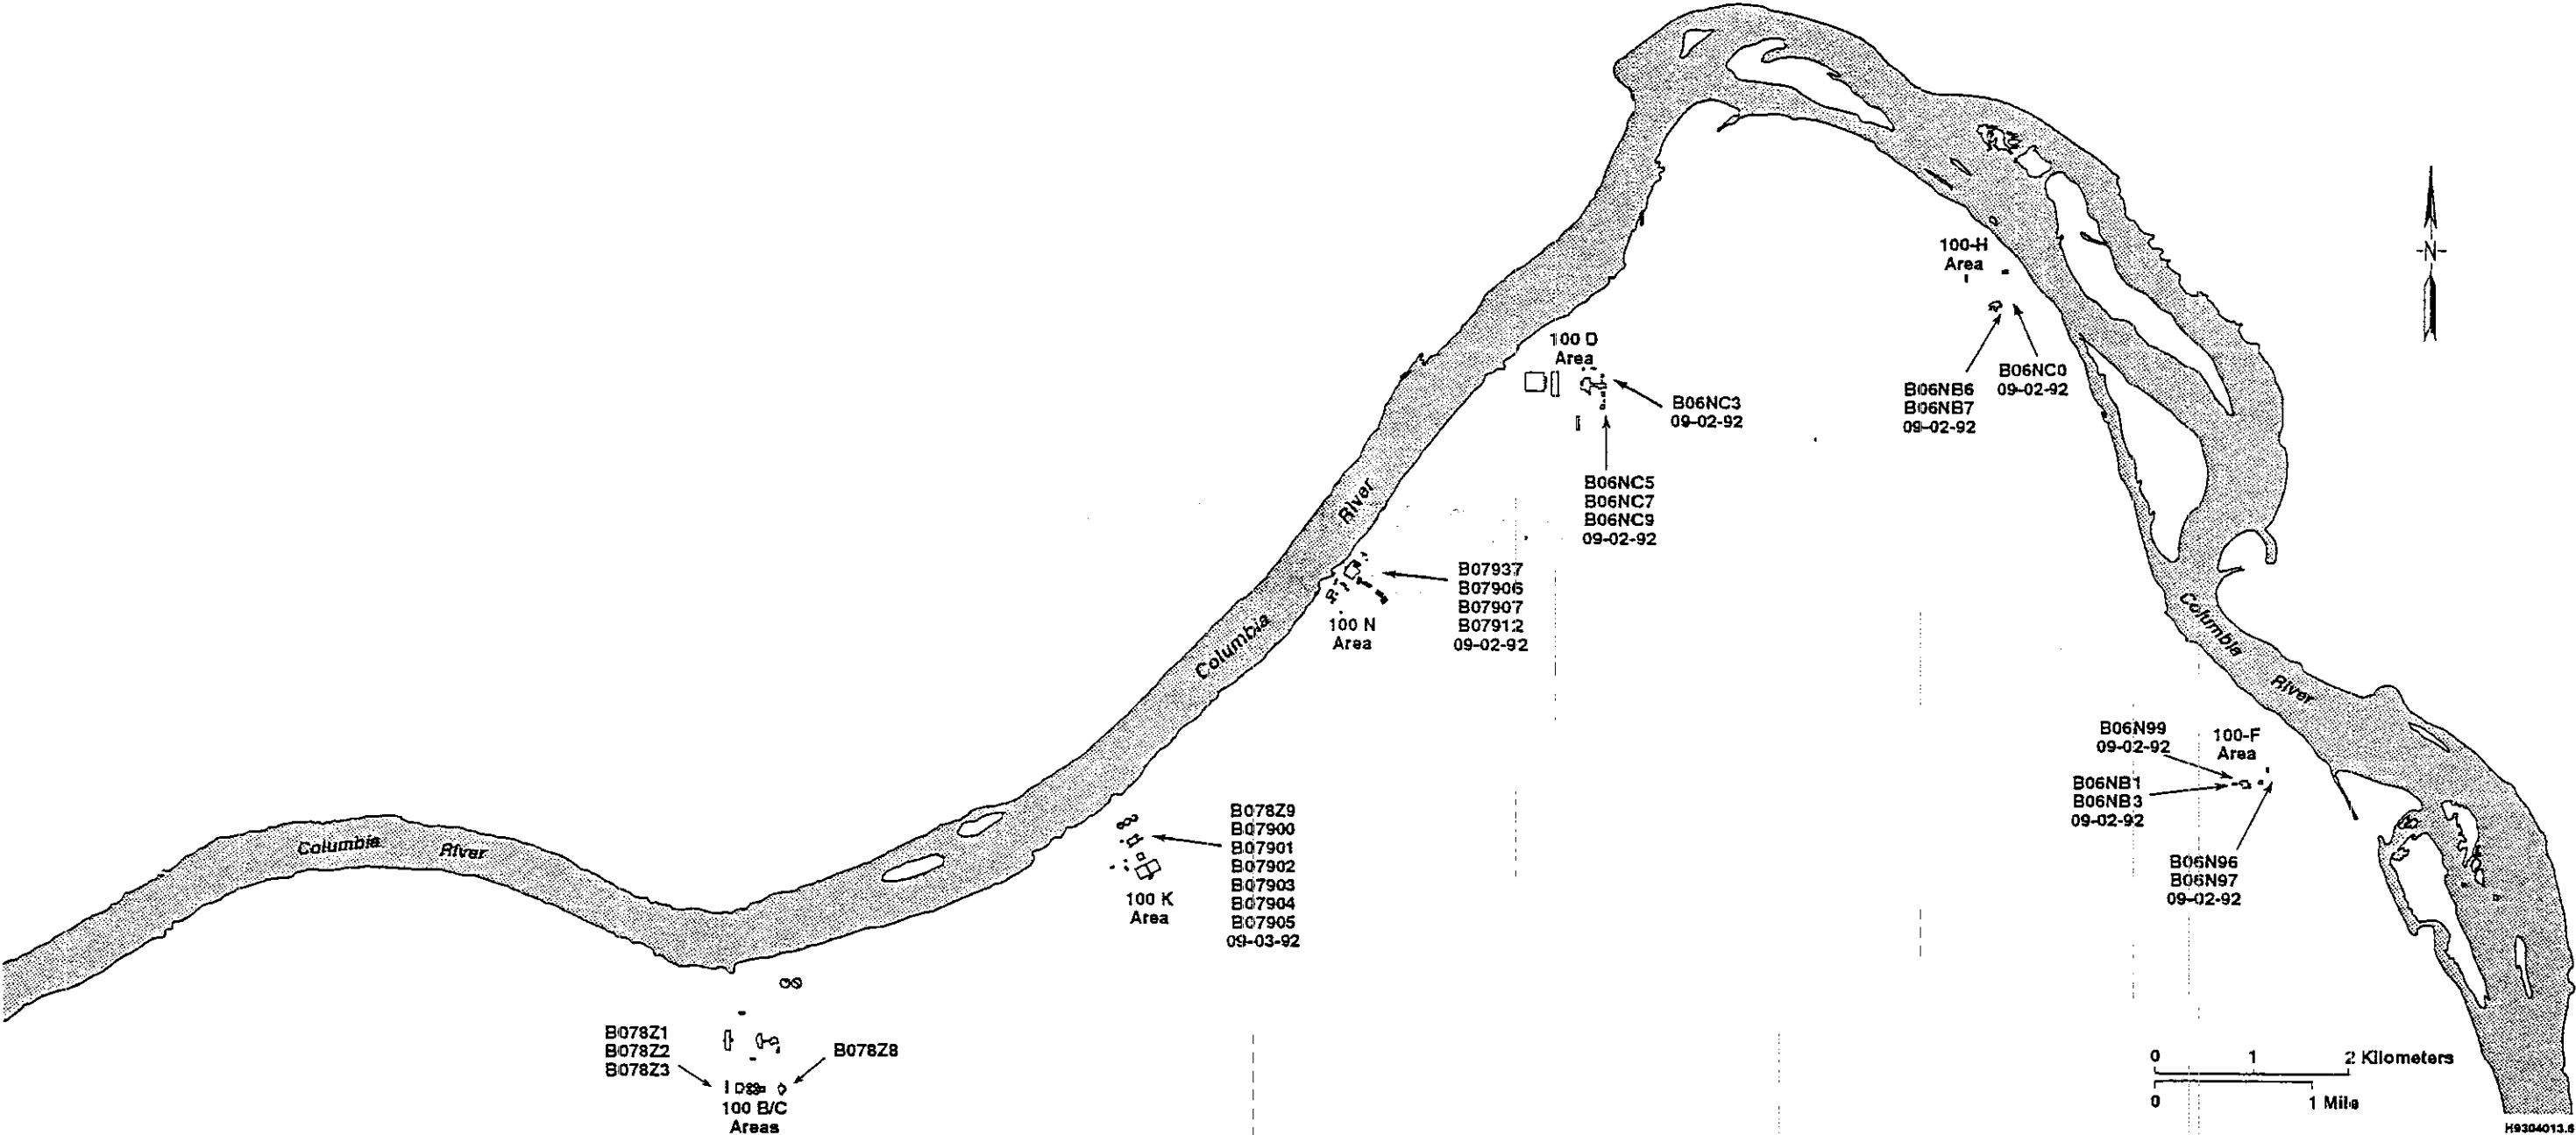 N
100-H
Area
B06NC0
09-02-92
B06NB6
B06NB7
09-02-92
100 D
Area
B06NC3
09-02-92
B06NC5
B06NC7
B06NC9
09-02-92
Columbia River
B07937
B07906
B07907
B07912
09-02-92
100 N
Area
Columbia River
B06N99
09-02-92
100-F
Area
B06NB1
B06NB3
09-02-92
B06N96
B06N97
09-02-92
B078Z9
B07900
B07901
B07902
B07903
B07904
B07905
09-03-92
100 K
Area
Columbia River
B078Z1
B078Z2
B078Z3
B078Z8
100 B/C
Areas
0 1 2 Kilometers
0 1 Mile